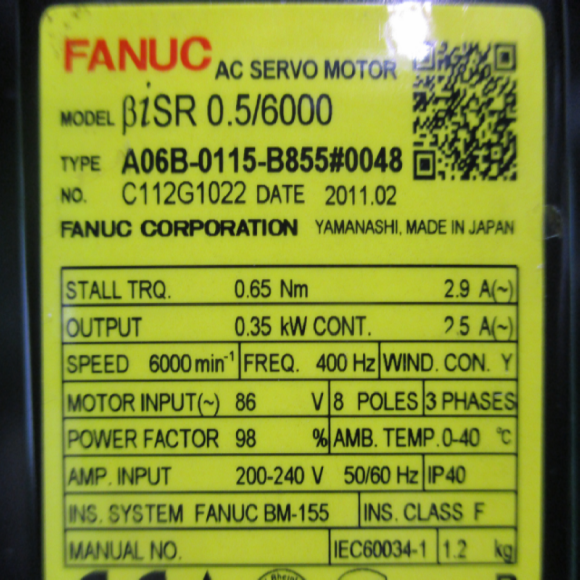 FANUC AC SERVO MOTOR
MODEL βiSR 0.5/6000
TYPE A06B-0115-B855#0048
NO. C112G1022 DATE 2011.02
FANUC CORPORATION YAMANASHI, MADE IN JAPAN
STALL TRQ. 0.65 Nm 2.9 A(~)
OUTPUT 0.35 kW CONT. 2.5 A(~)
SPEED 6000 min⁻¹ FREQ. 400 Hz WIND. CON. Y
MOTOR INPUT(~) 86 V 8 POLES 3 PHASES
POWER FACTOR 98 % AMB. TEMP. 0-40 ℃
AMP. INPUT 200-240 V 50/60 Hz IP40
INS. SYSTEM FANUC BM-155 INS. CLASS F
MANUAL NO. IEC60034-1 1.2 kg